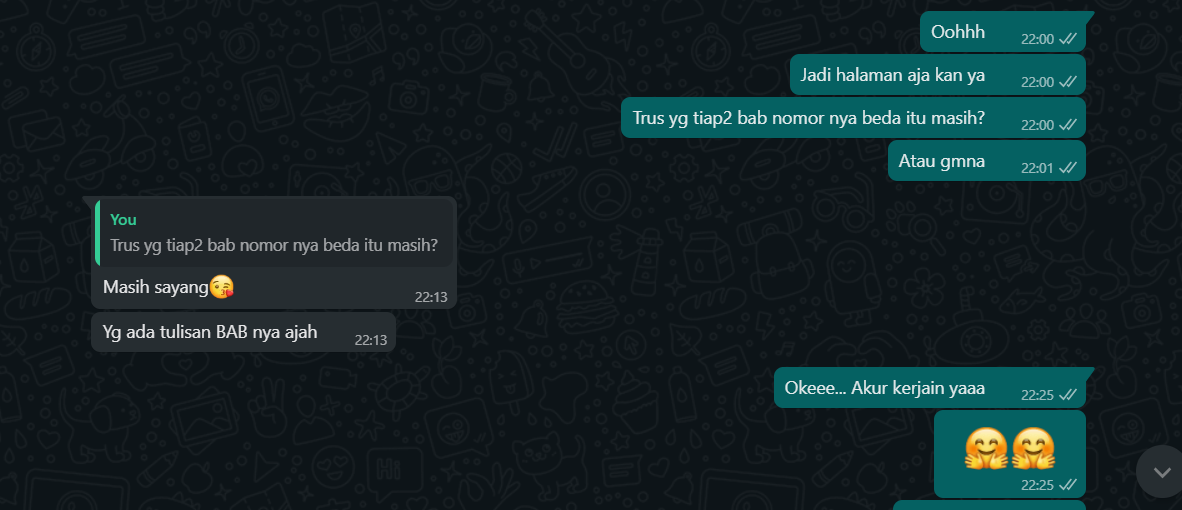 Oohhh 22:00
Jadi halaman aja kan ya 22:00
Trus yg tiap2 bab nomor nya beda itu masih? 22:00
Atau gmna 22:01
You
Trus yg tiap2 bab nomor nya beda itu masih?
Masih sayang😘 22:13
Yg ada tulisan BAB nya ajah 22:13
Okeee... Akur kerjain yaaa 22:25
🤗🤗
22:25
Hi